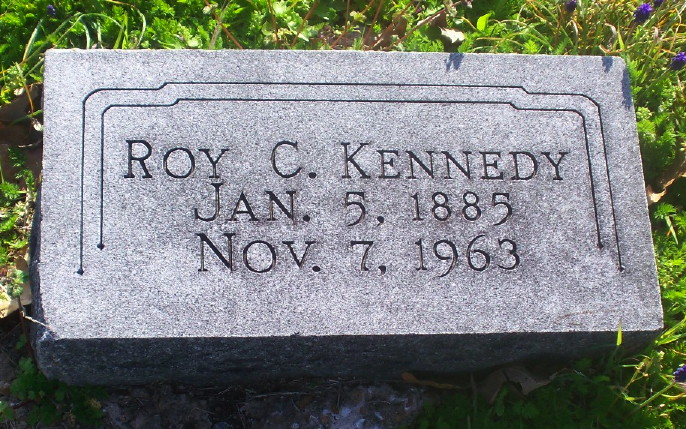 Roy C. Kennedy
Jan. 5, 1885
Nov. 7, 1963